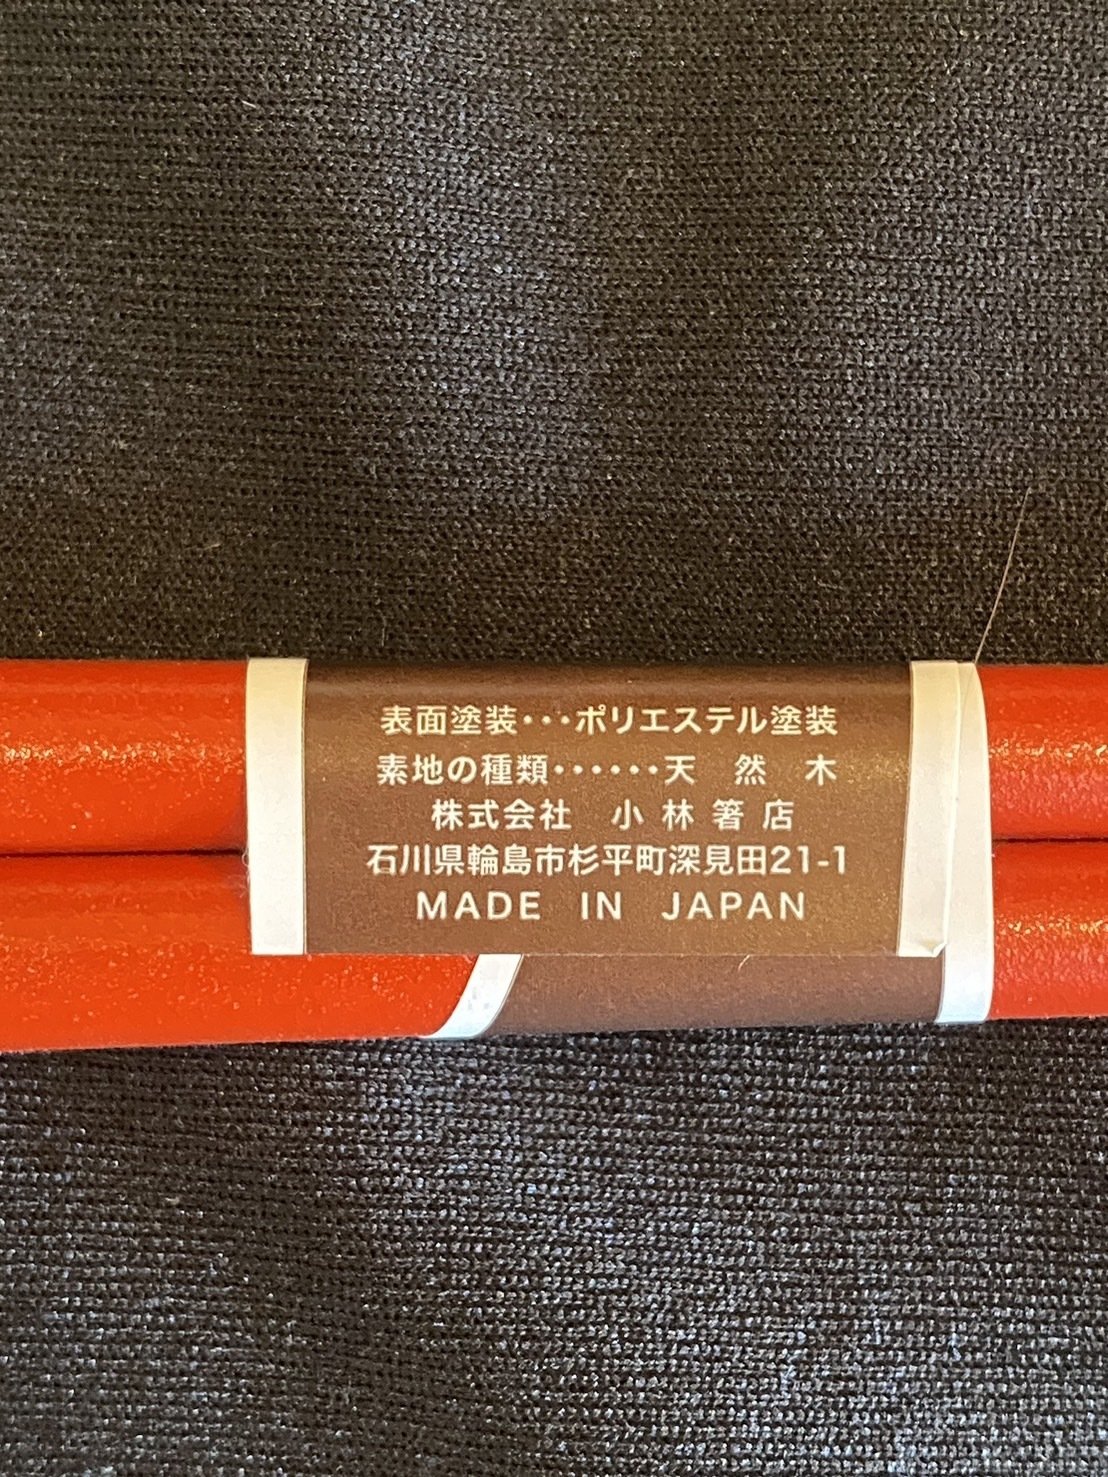 表面塗装･･･ポリエステル塗装
素地の種類･･････天 然 木
株式会社 小林箸店
石川県輪島市杉平町深見田21-1
MADE IN JAPAN